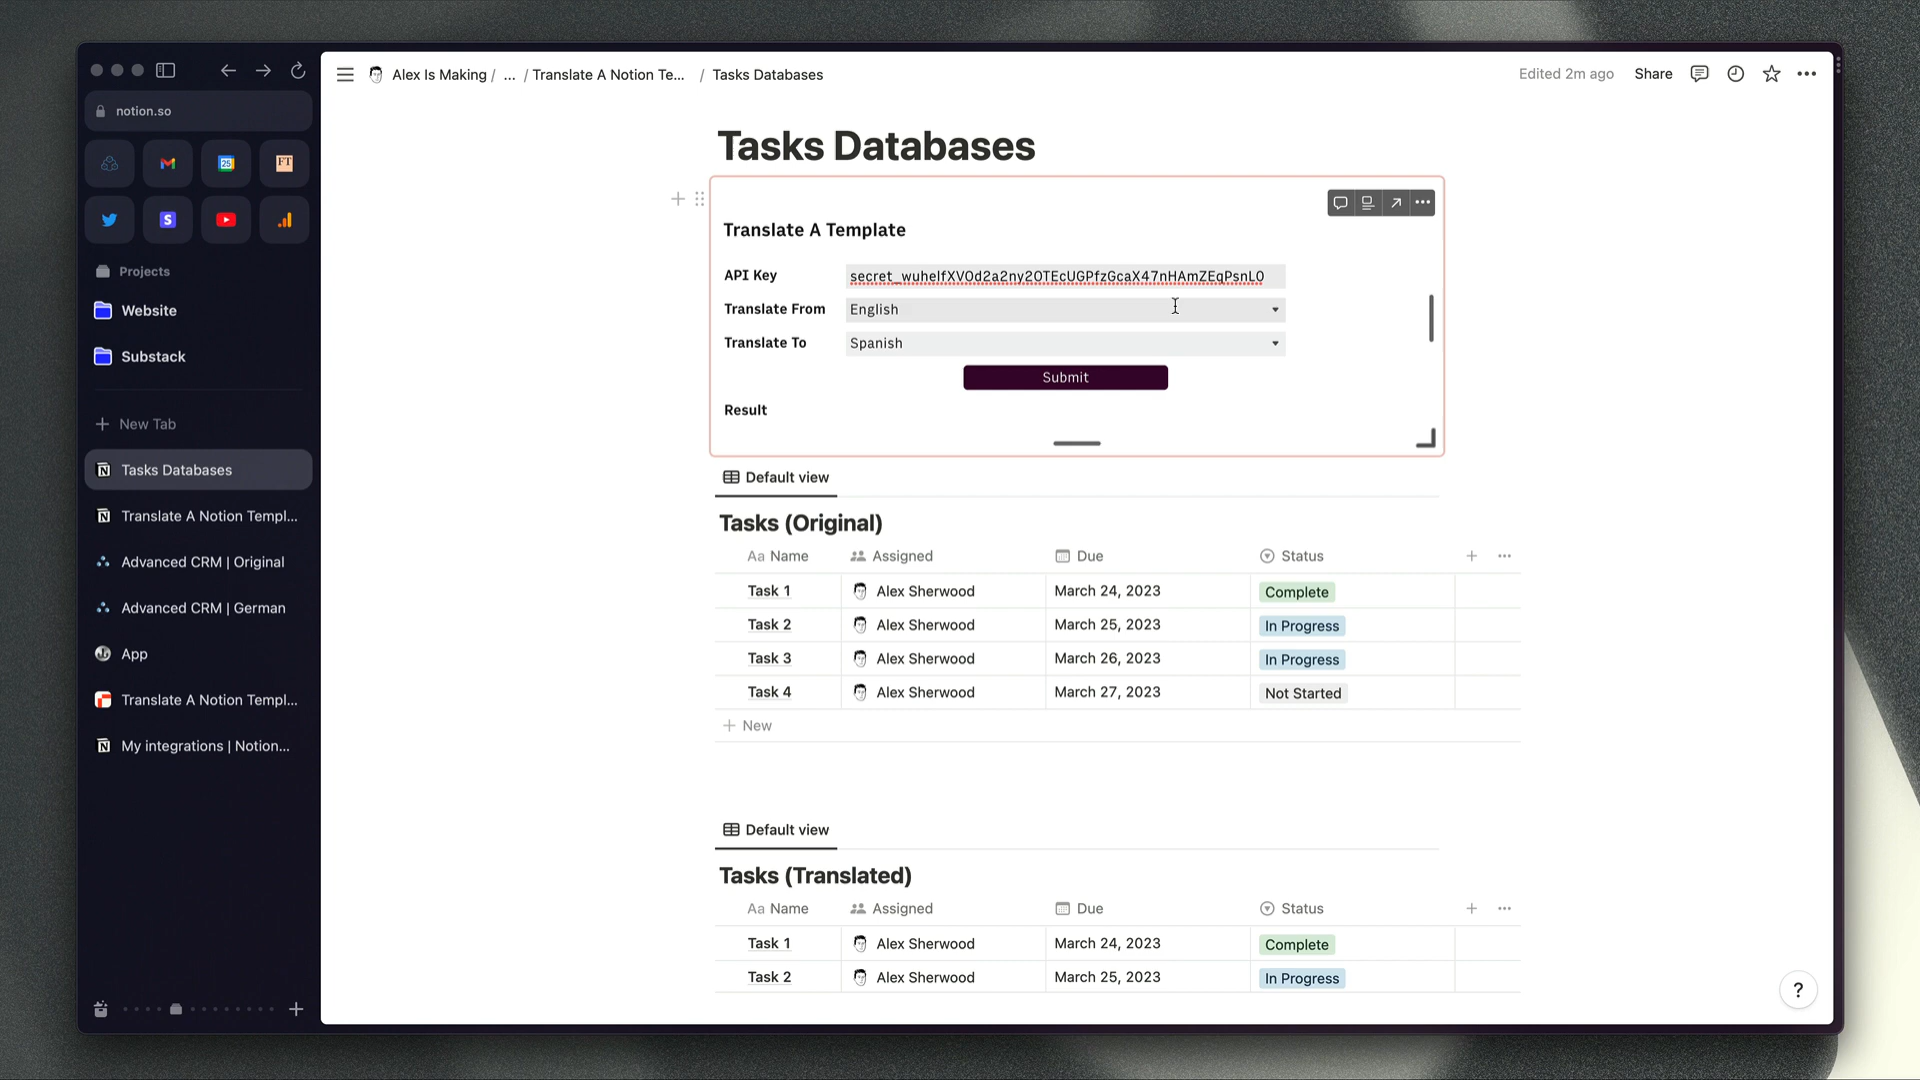 notion.so
25
FT
S
Projects
Website
Substack
New Tab
Tasks Databases
Translate A Notion Templ...
Advanced CRM | Original
Advanced CRM | German
App
Translate A Notion Templ...
My integrations | Notion...
Alex Is Making / ... / Translate A Notion Te... / Tasks Databases
Edited 2m ago Share
Tasks Databases
Translate A Template
API Key secret_wuhelfXVOd2a2ny2OTEcUGPfzGcaX47nHAmZEqPsnLO
Translate From English
Translate To Spanish
Submit
Result
Default view
Tasks (Original)
Aa Name Assigned Due Status
Task 1 Alex Sherwood March 24, 2023 Complete
Task 2 Alex Sherwood March 25, 2023 In Progress
Task 3 Alex Sherwood March 26, 2023 In Progress
Task 4 Alex Sherwood March 27, 2023 Not Started
New
Default view
Tasks (Translated)
Aa Name Assigned Due Status
Task 1 Alex Sherwood March 24, 2023 Complete
Task 2 Alex Sherwood March 25, 2023 In Progress
?